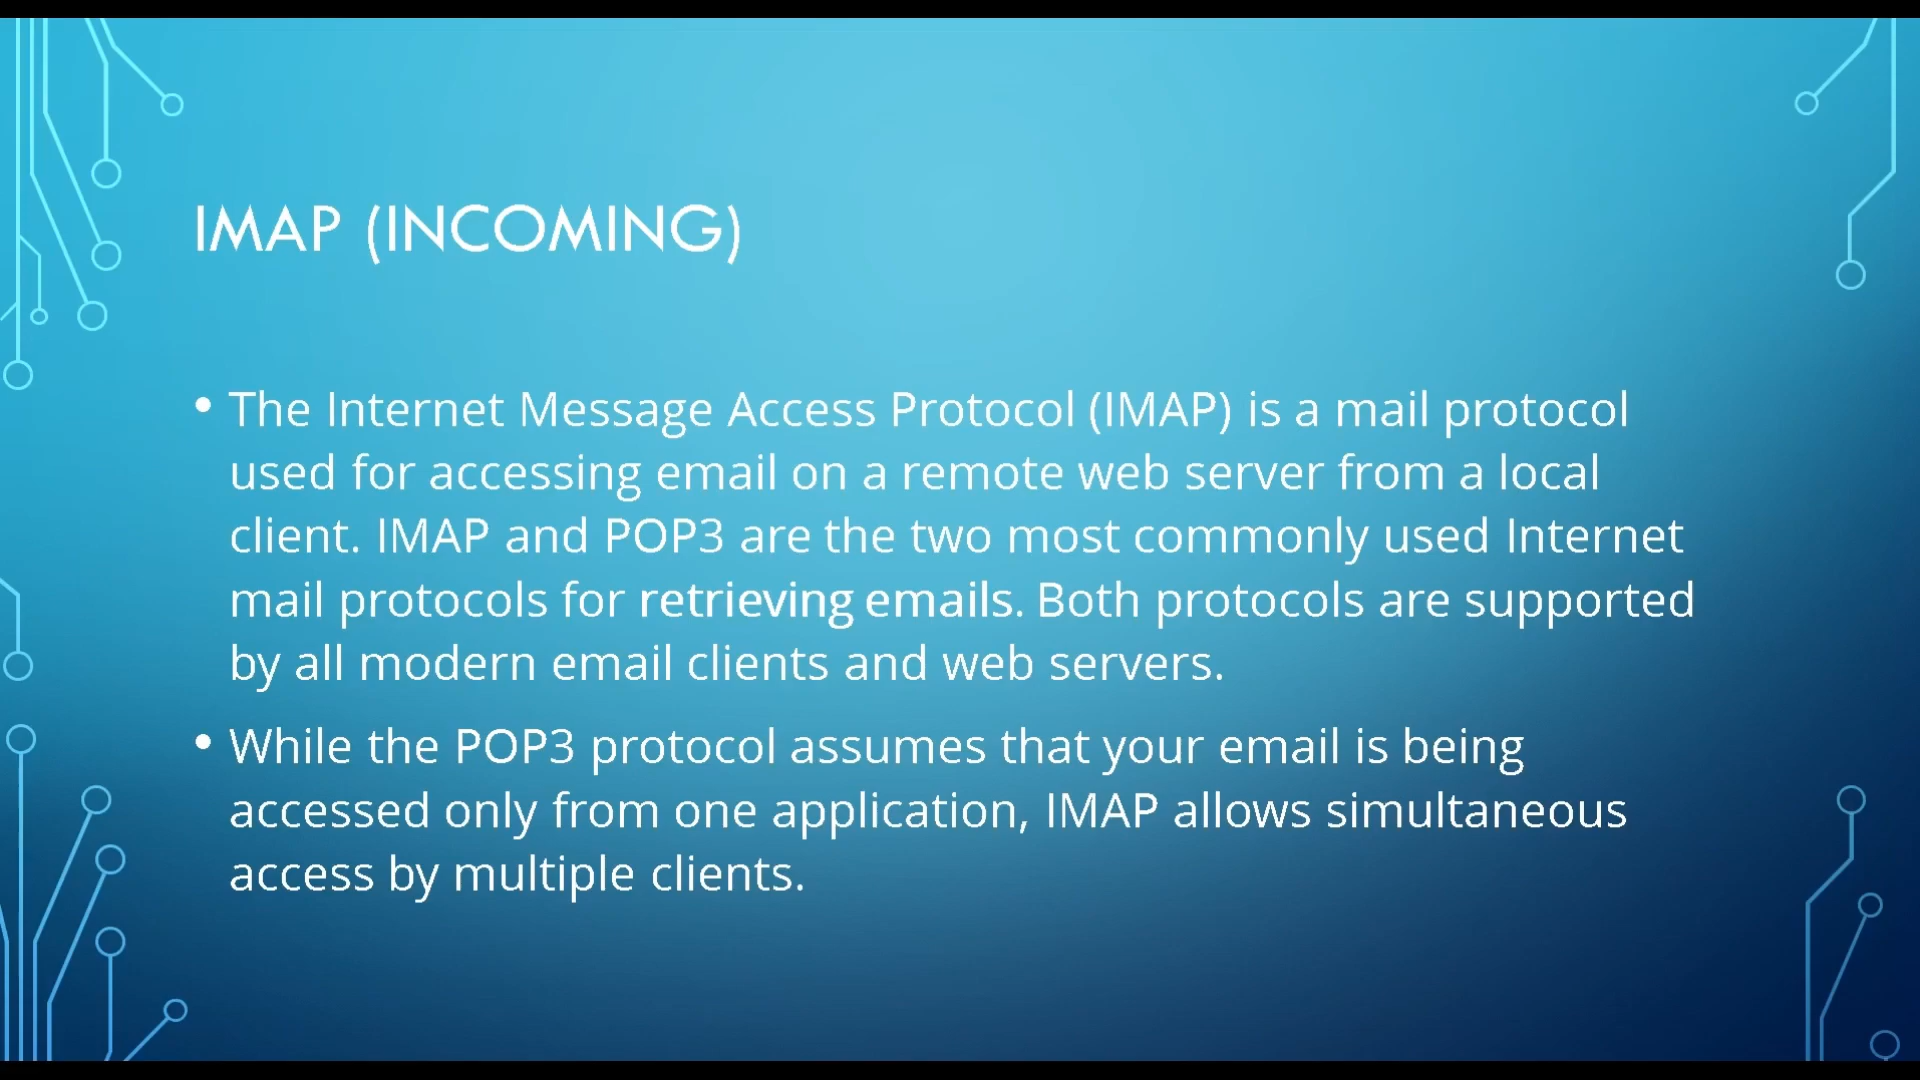 IMAP (INCOMING)
• The Internet Message Access Protocol (IMAP) is a mail protocol
used for accessing email on a remote web server from a local
client. IMAP and POP3 are the two most commonly used Internet
mail protocols for retrieving emails. Both protocols are supported
by all modern email clients and web servers.
• While the POP3 protocol assumes that your email is being
accessed only from one application, IMAP allows simultaneous
access by multiple clients.